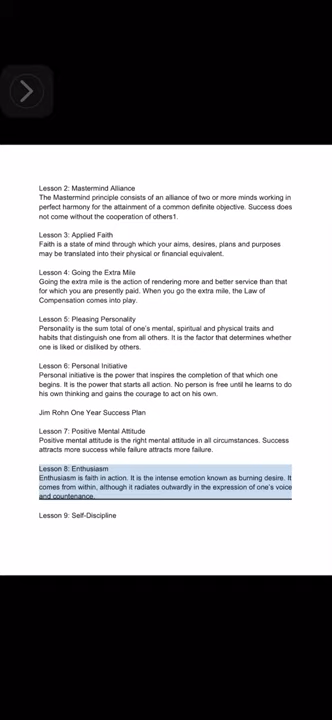 Lesson 2: Mastermind Alliance
The Mastermind principle consists of an alliance of two or more minds working in
perfect harmony for the attainment of a common definite objective. Success does
not come without the cooperation of others1.
Lesson 3: Applied Faith
Faith is a state of mind through which your aims, desires, plans and purposes
may be translated into their physical or financial equivalent.
Lesson 4: Going the Extra Mile
Going the extra mile is the action of rendering more and better service than that
for which you are presently paid. When you go the extra mile, the Law of
Compensation comes into play.
Lesson 5: Pleasing Personality
Personality is the sum total of one's mental, spiritual and physical traits and
habits that distinguish one from all others. It is the factor that determines whether
one is liked or disliked by others.
Lesson 6: Personal Initiative
Personal initiative is the power that inspires the completion of that which one
begins. It is the power that starts all action. No person is free until he learns to do
his own thinking and gains the courage to act on his own.
Jim Rohn One Year Success Plan
Lesson 7: Positive Mental Attitude
Positive mental attitude is the right mental attitude in all circumstances. Success
attracts more success while failure attracts more failure.
Lesson 8: Enthusiasm
Enthusiasm is faith in action. It is the intense emotion known as burning desire. It
comes from within, although it radiates outwardly in the expression of one's voice
and countenance.
Lesson 9: Self-Discipline